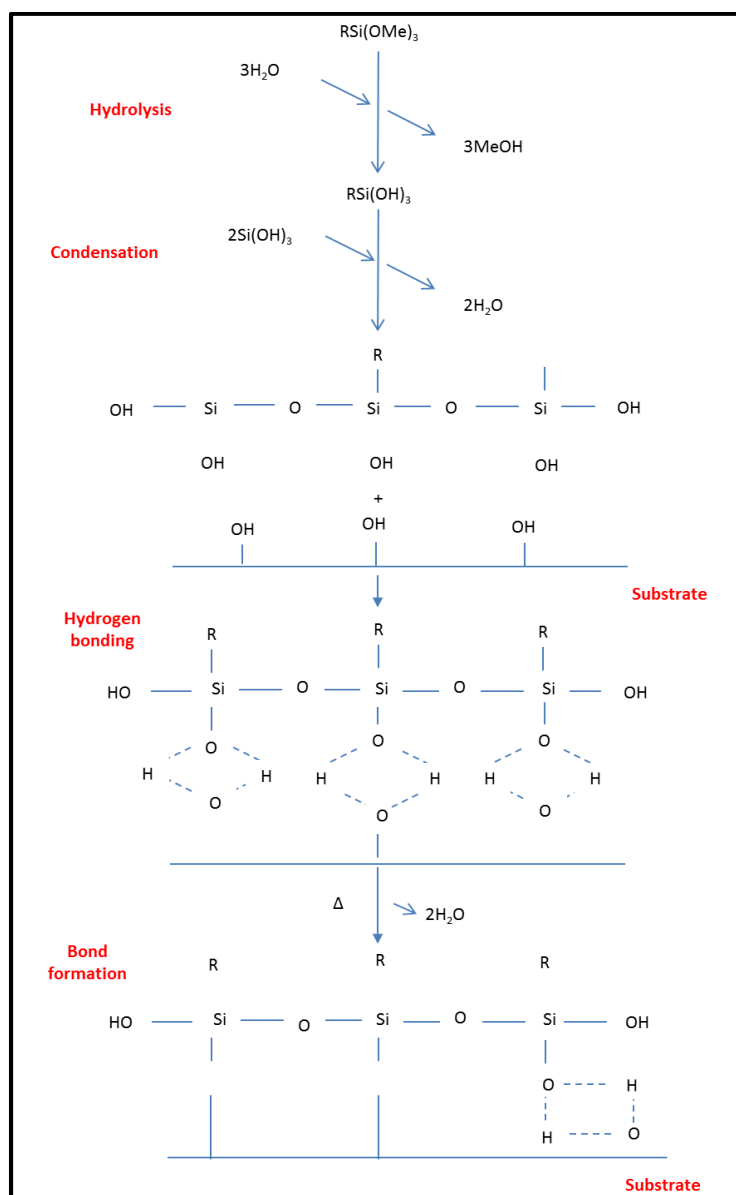 RSi(OMe)₃
3H₂O
Hydrolysis
3MeOH
RSi(OH)₃
2Si(OH)₃
Condensation
2H₂O
R
OH Si O Si O Si OH
OH OH OH
+
OH OH OH
Substrate
Hydrogen
bonding
R R R
HO Si O Si O Si OH
O O O
H H H H H H
O O O
Δ
2H₂O
Bond
formation
R R R
HO Si O Si O Si OH
O H
H O
Substrate